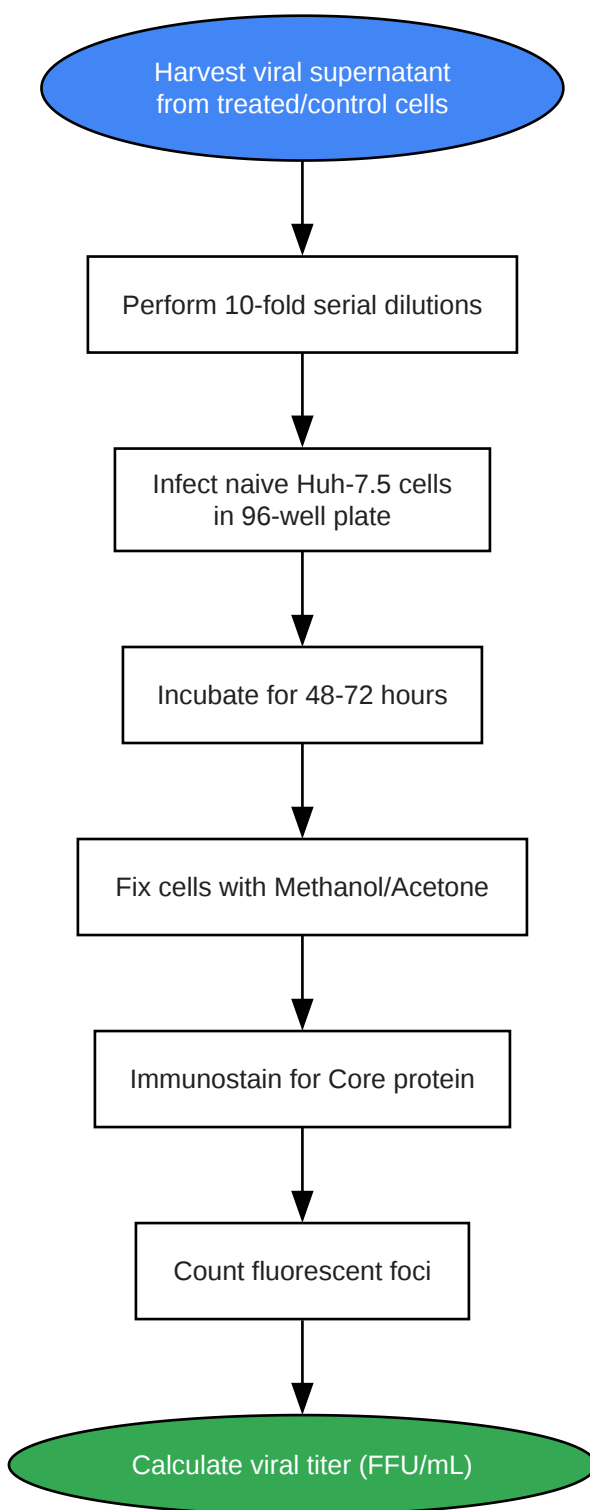 Harvest viral supernatant
from treated/control cells
Perform 10-fold serial dilutions
Infect naive Huh-7.5 cells
in 96-well plate
Incubate for 48-72 hours
Fix cells with Methanol/Acetone
Immunostain for Core protein
Count fluorescent foci
Calculate viral titer (FFU/mL)